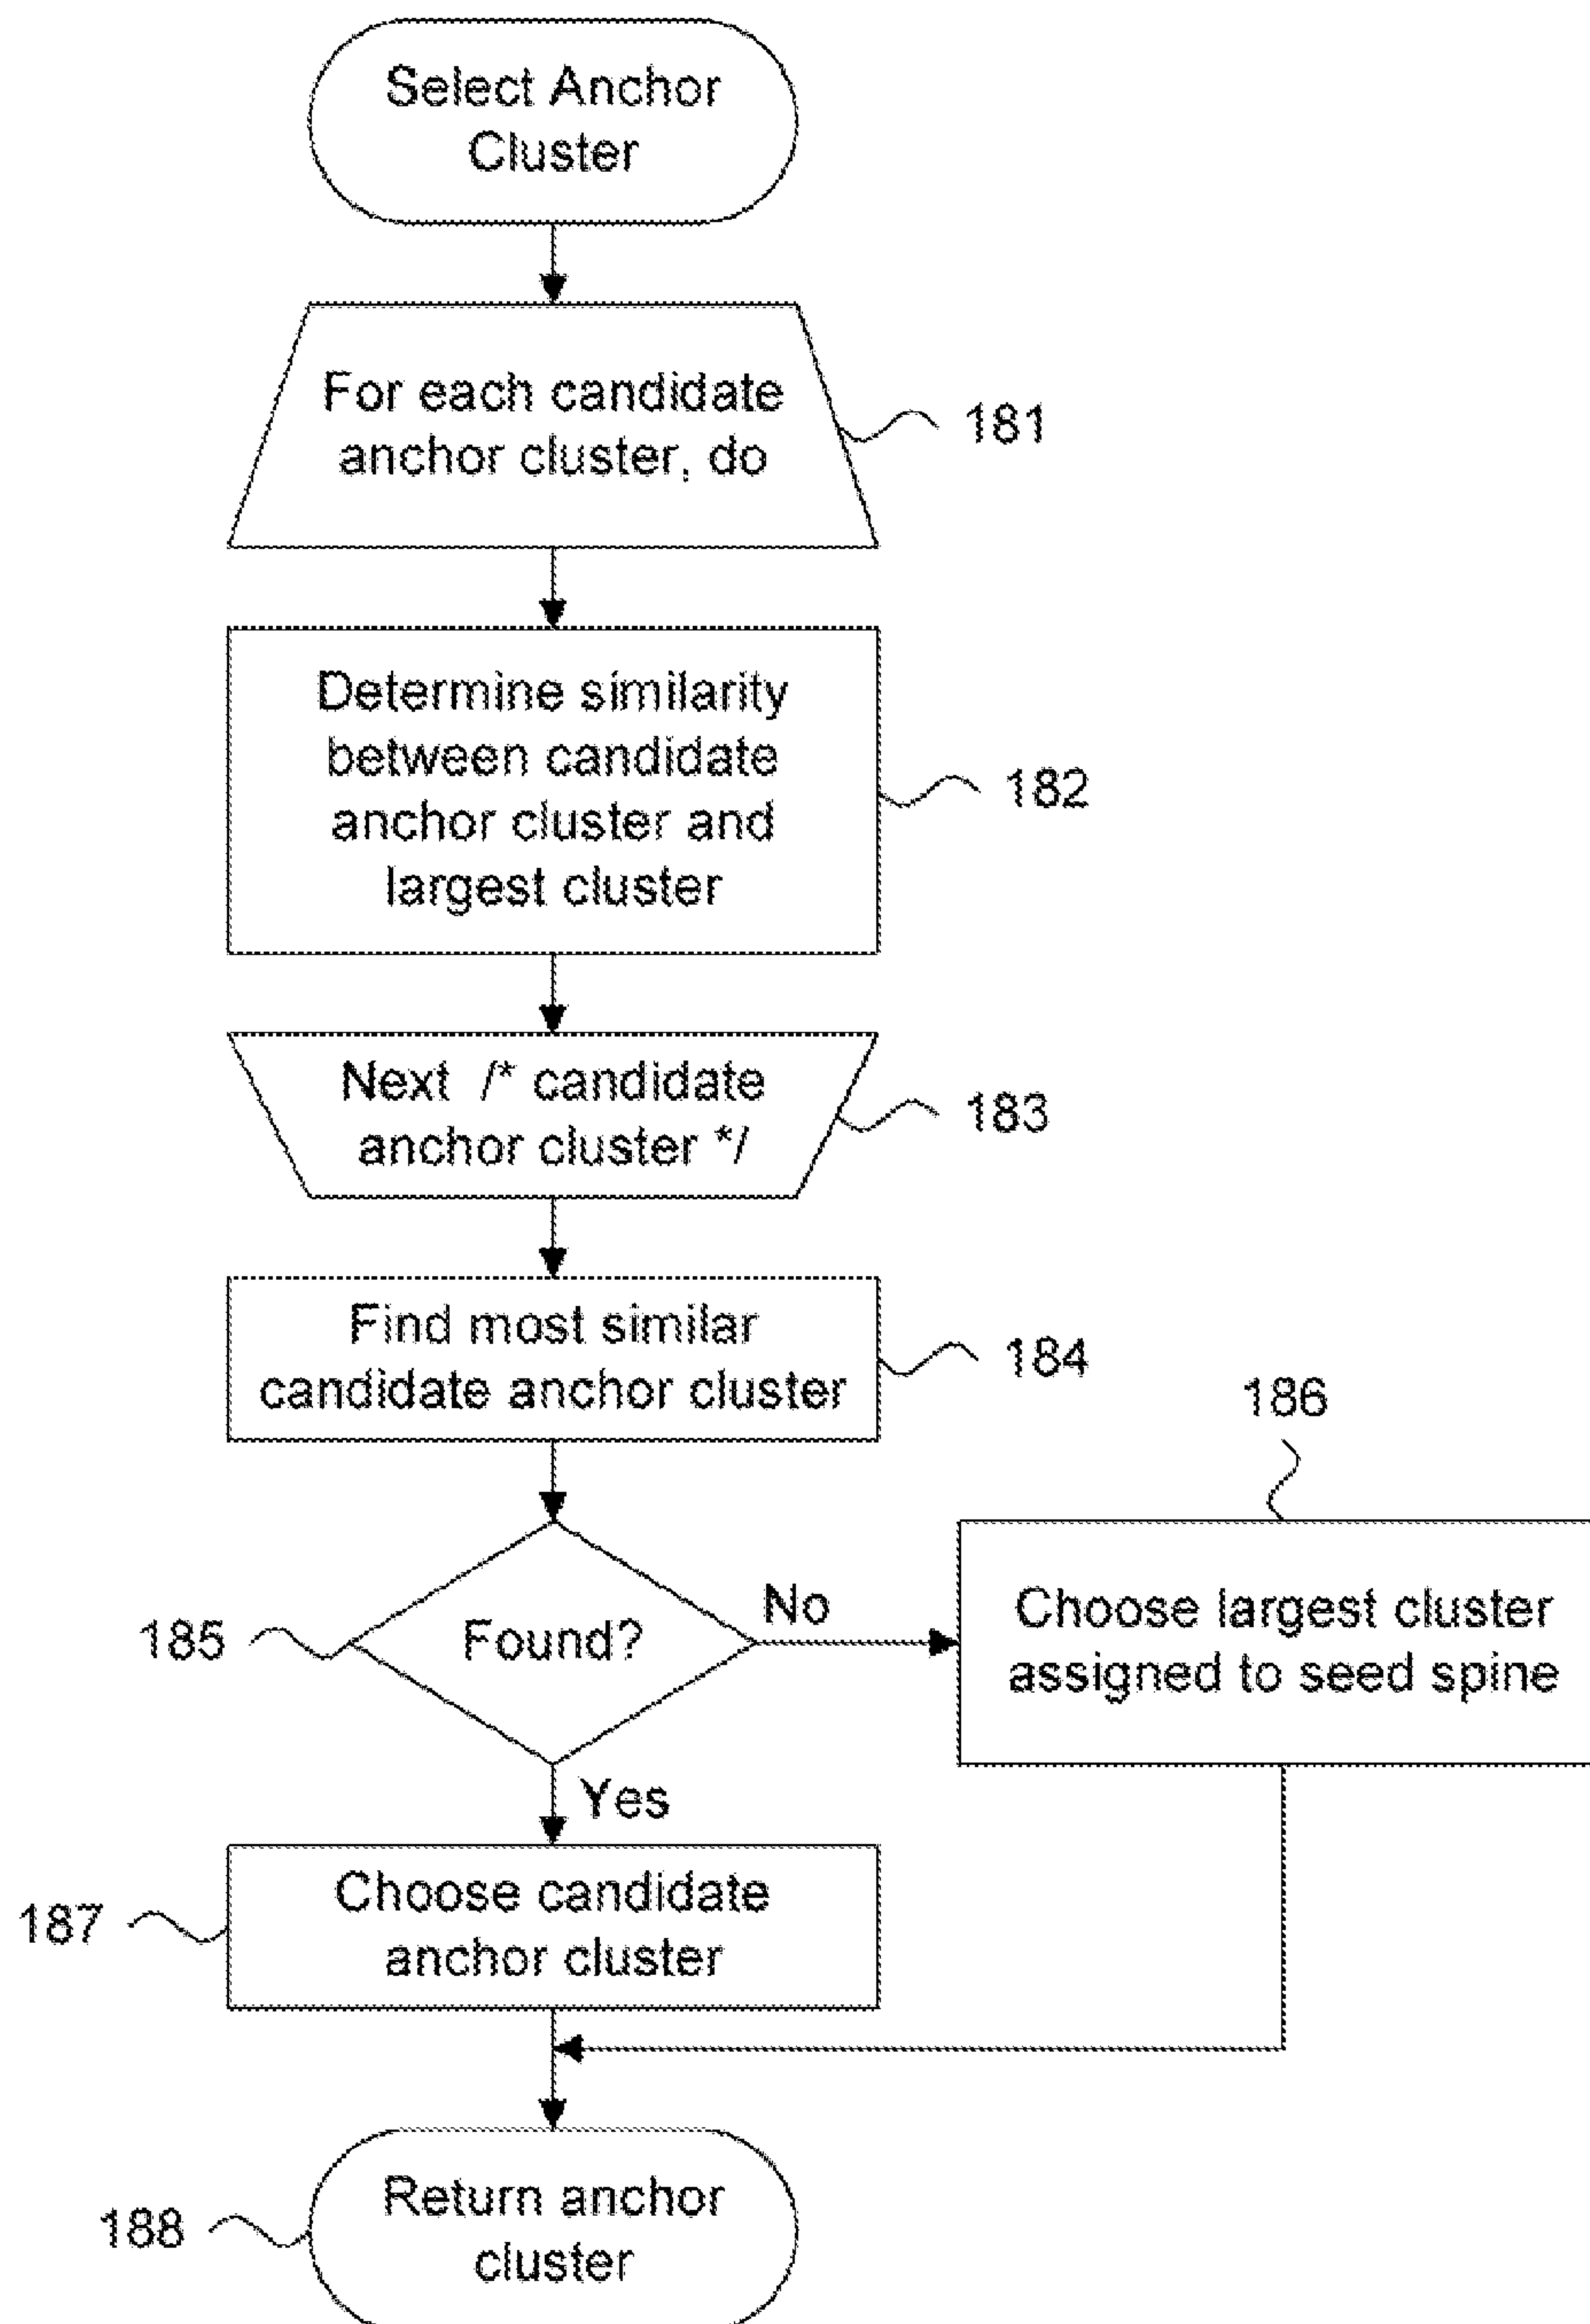 Select Anchor
Cluster
For each candidate
anchor cluster, do
181
Determine similarity
between candidate
anchor cluster and
largest cluster
182
Next /* candidate
anchor cluster */
183
Find most similar
candidate anchor cluster
184
186
185
Found?
No
Choose largest cluster
assigned to seed spine
Yes
187
Choose candidate
anchor cluster
188
Return anchor
cluster